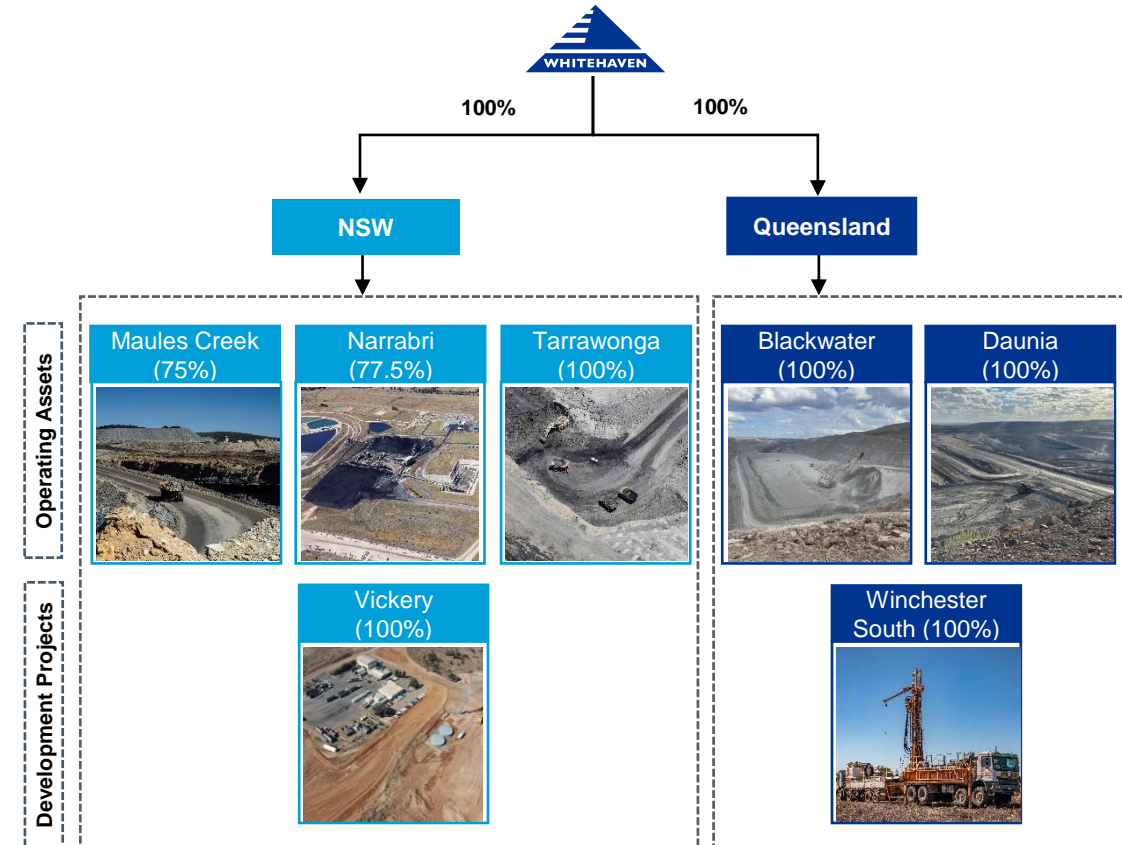 WHITEHAVEN
100%
100%
NSW
Queensland
Operating Assets
Maules Creek
(75%)
Narrabri
(77.5%)
Tarrawonga
(100%)
Blackwater
(100%)
Daunia
(100%)
Development Projects
Vickery
(100%)
Winchester
South (100%)